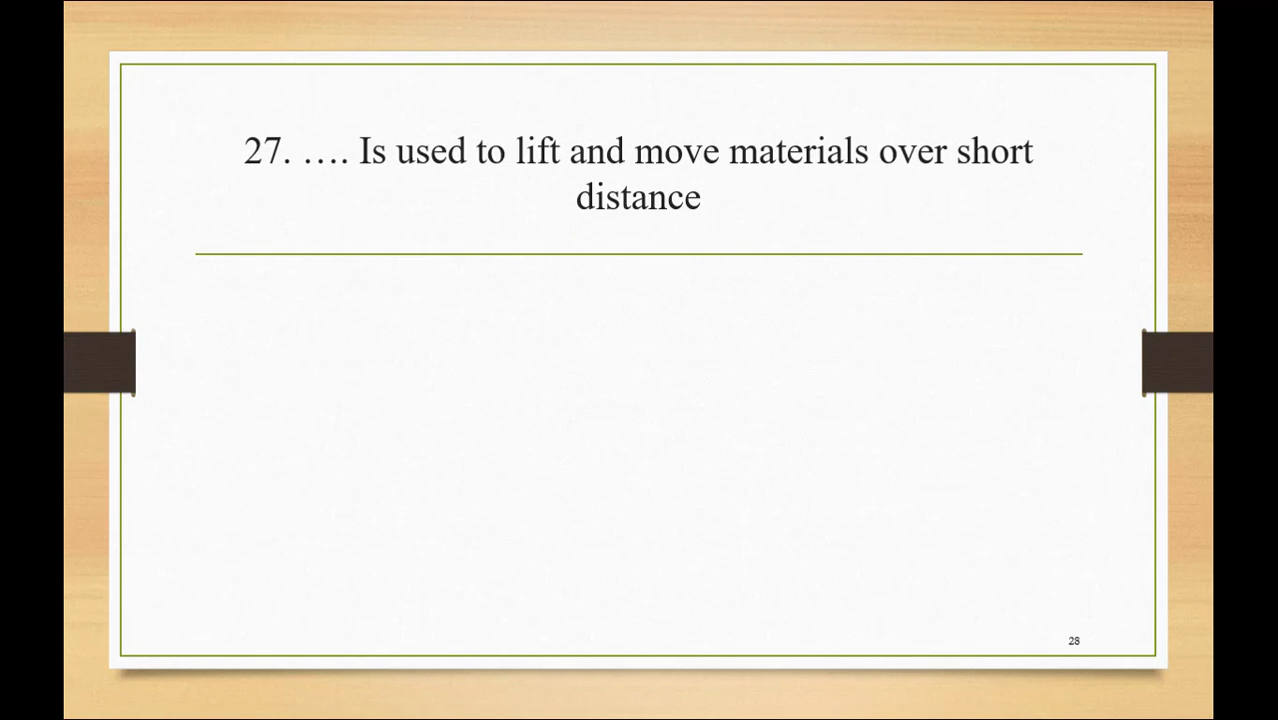 27. …. Is used to lift and move materials over short
distance
28